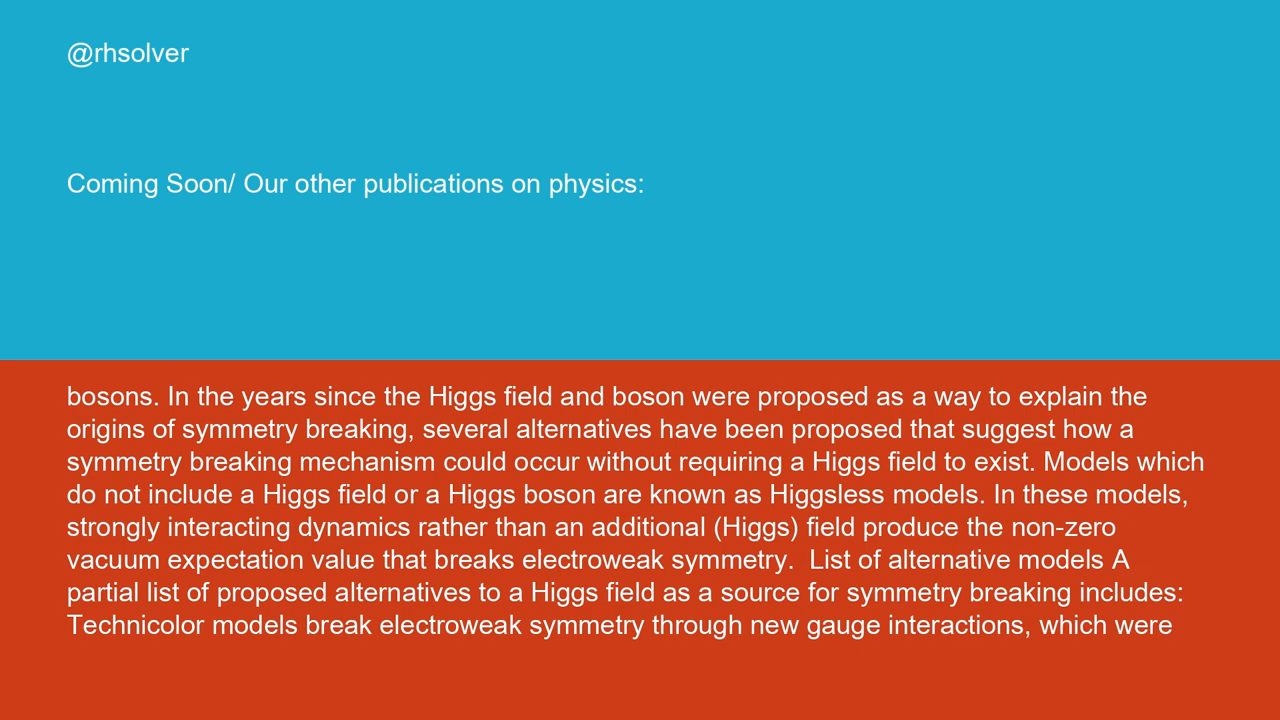 @rhsolver
Coming Soon/ Our other publications on physics:
bosons. In the years since the Higgs field and boson were proposed as a way to explain the
origins of symmetry breaking, several alternatives have been proposed that suggest how a
symmetry breaking mechanism could occur without requiring a Higgs field to exist. Models which
do not include a Higgs field or a Higgs boson are known as Higgsless models. In these models,
strongly interacting dynamics rather than an additional (Higgs) field produce the non-zero
vacuum expectation value that breaks electroweak symmetry.  List of alternative models A
partial list of proposed alternatives to a Higgs field as a source for symmetry breaking includes:
Technicolor models break electroweak symmetry through new gauge interactions, which were